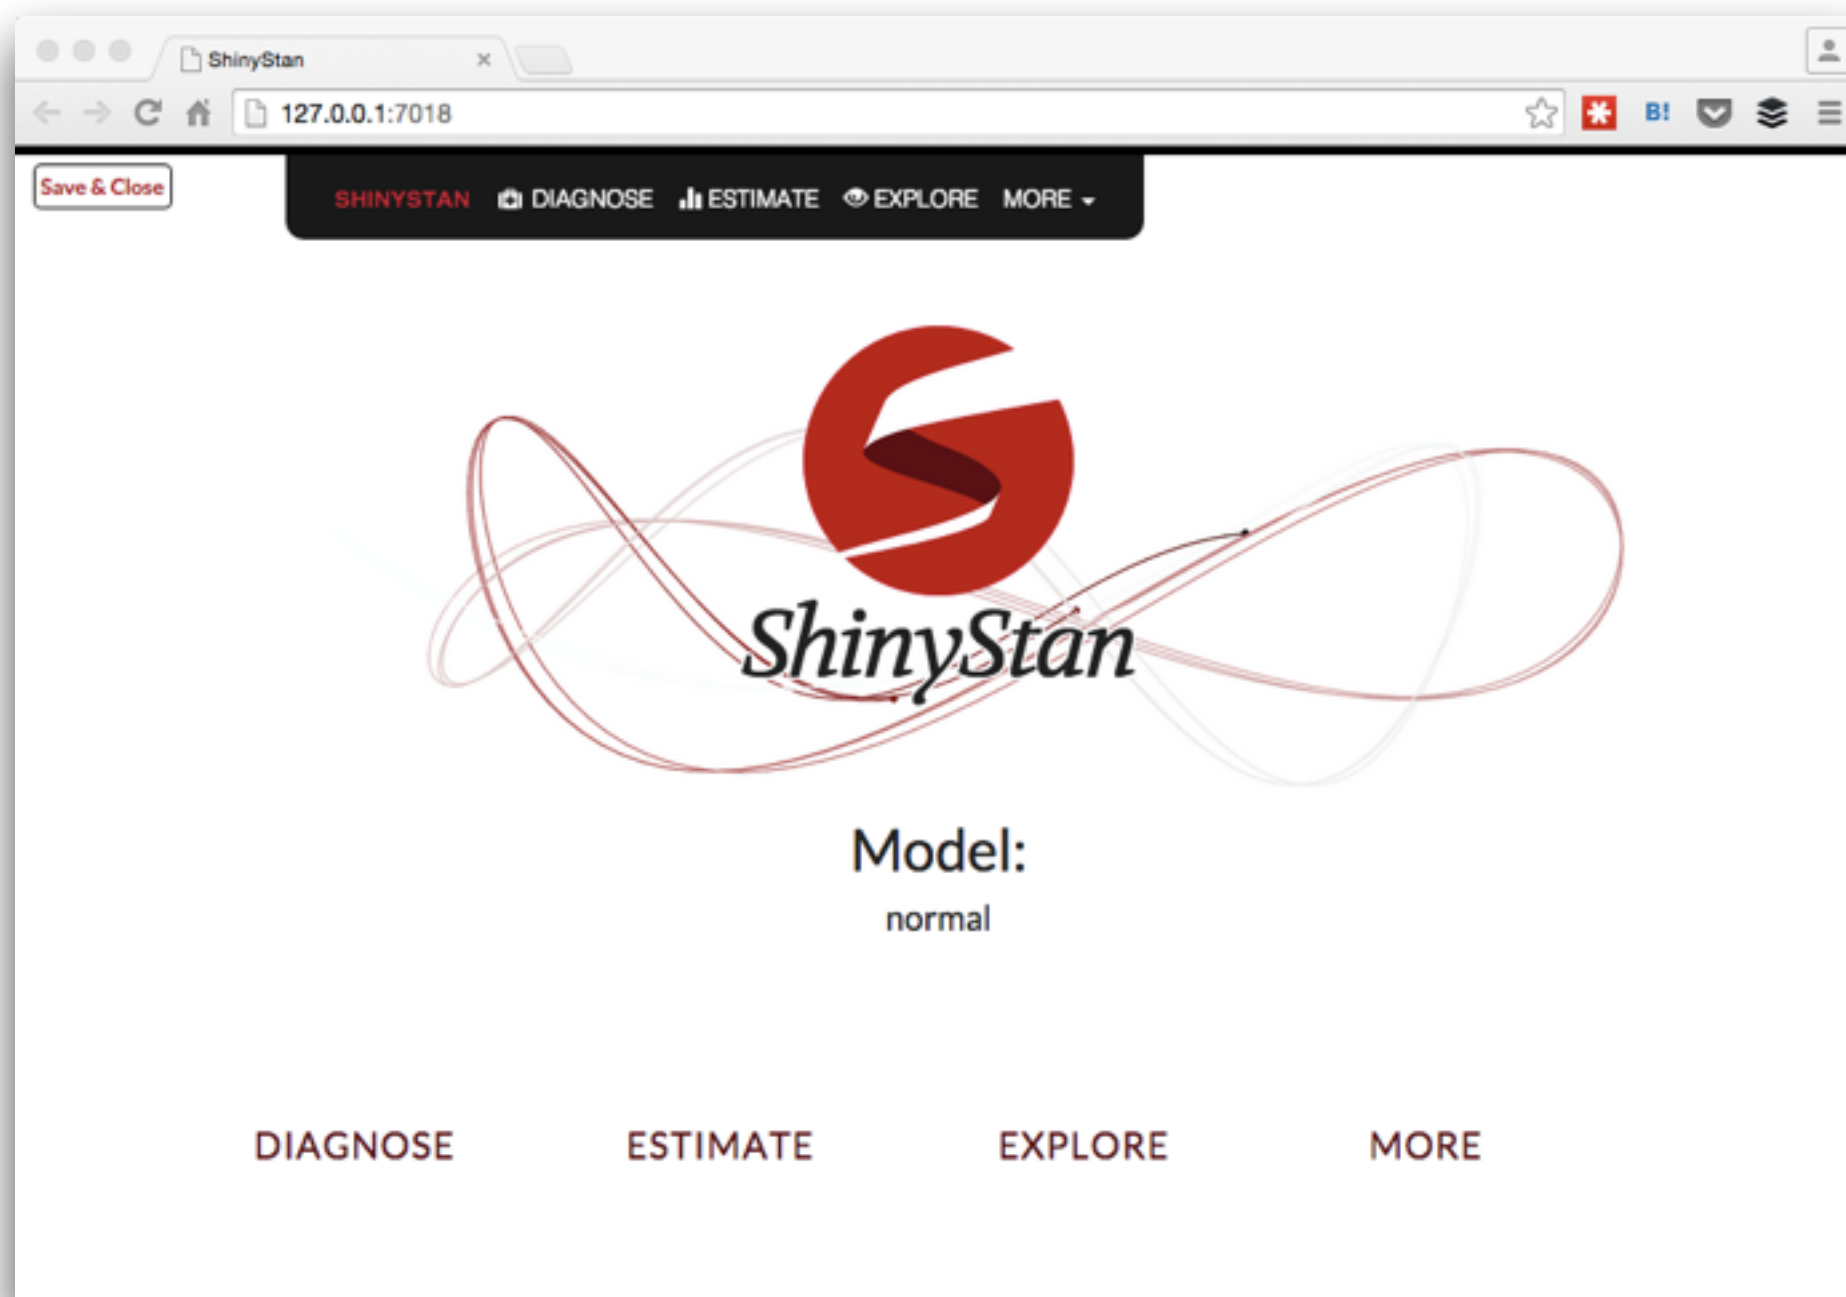 ShinyStan
127.0.0.1:7018
B!
Save & Close
SHINYSTAN DIAGNOSE ESTIMATE EXPLORE MORE
ShinyStan
Model:
normal
DIAGNOSE ESTIMATE EXPLORE MORE